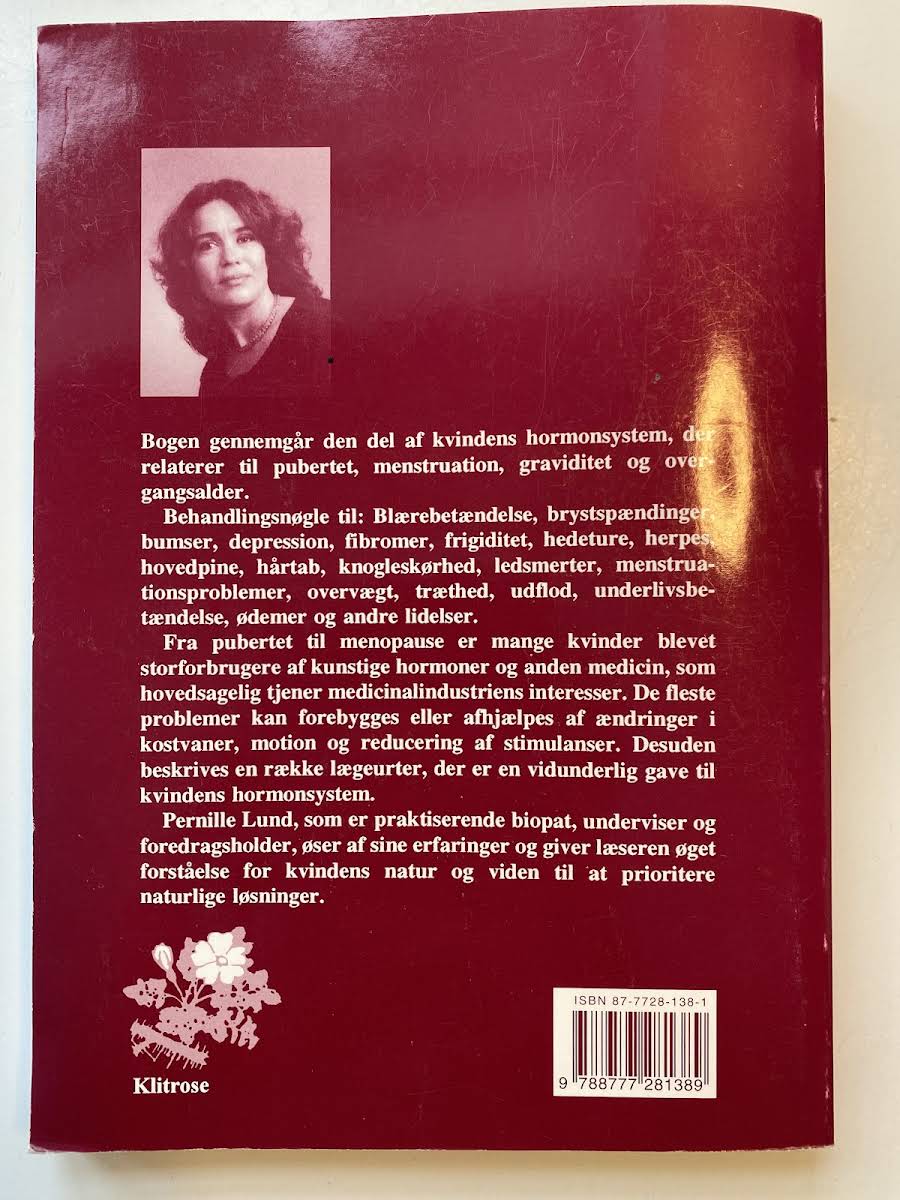 Bogen gennemgår den del af kvindens hormonsystem, der
relaterer til pubertet, menstruation, graviditet og over-
gangsalder.
Behandlingsnøgle til: Blærebetændelse, brystspændinger,
bumser, depression, fibromer, frigiditet, hedeture, herpes,
hovedpine, hårtab, knogleskørhed, ledsmerter, menstrua-
tionsproblemer, overvægt, træthed, udflod, underlivsbe-
tændelse, ødemer og andre lidelser.
Fra pubertet til menopause er mange kvinder blevet
storforbrugere af kunstige hormoner og anden medicin, som
hovedsagelig tjener medicinalindustriens interesser. De fleste
problemer kan forebygges eller afhjælpes af ændringer i
kostvaner, motion og reducering af stimulanser. Desuden
beskrives en række lægeurter, der er en vidunderlig gave til
kvindens hormonsystem.
Pernille Lund, som er praktiserende biopat, underviser og
foredragsholder, øser af sine erfaringer og giver læseren øget
forståelse for kvindens natur og viden til at prioritere
naturlige løsninger.
Klitrose
ISBN 87-7728-138-1
9 788777 281389